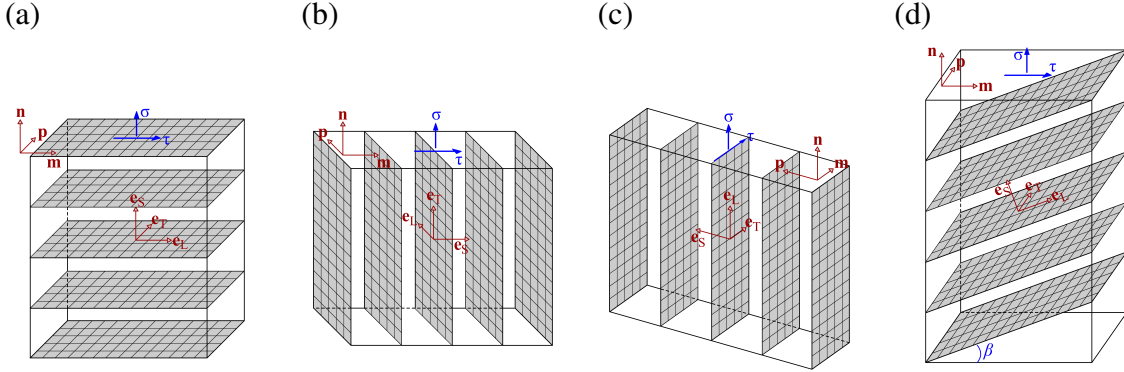 (a)
(b)
(c)
(d)
n
p
m
σ
τ
e_S
e_T
e_L
p
n
m
σ
τ
e_T
e_L
e_S
σ
τ
n
p
m
e_L
e_S
e_T
n
p
m
σ
τ
e_S
e_T
e_L
β